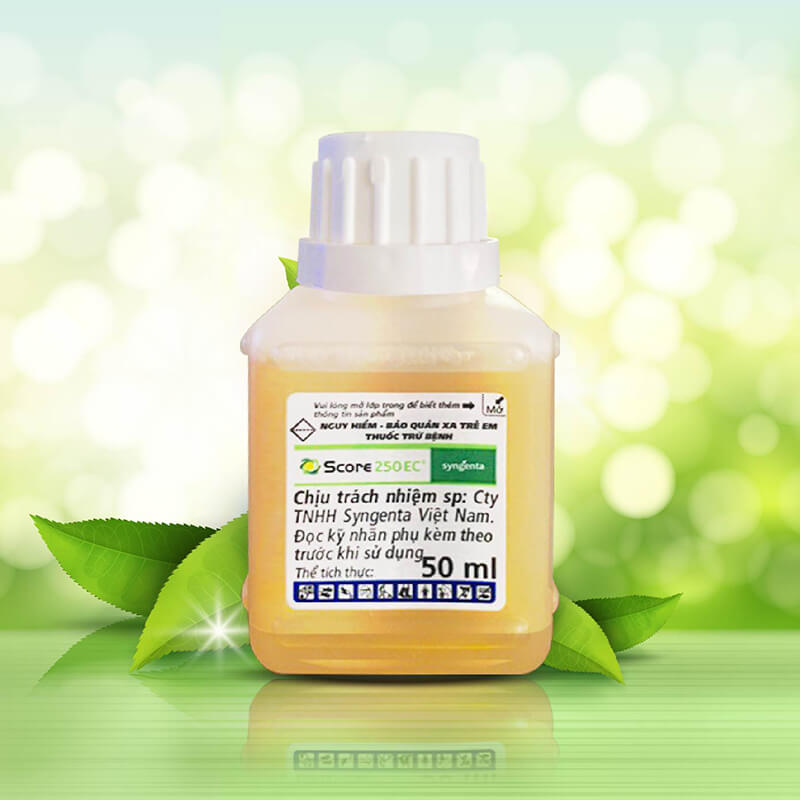 Vui lòng mở lớp trong để biết thêm ➡
thông tin sản phẩm
Mở
NGUY HIỂM - BẢO QUẢN XA TRẺ EM
THUỐC TRỪ BỆNH
Score 250EC®
syngenta
Chịu trách nhiệm sp: Cty
TNHH Syngenta Việt Nam.
Đọc kỹ nhãn phụ kèm theo
trước khi sử dụng
Thể tích thực: 50 ml